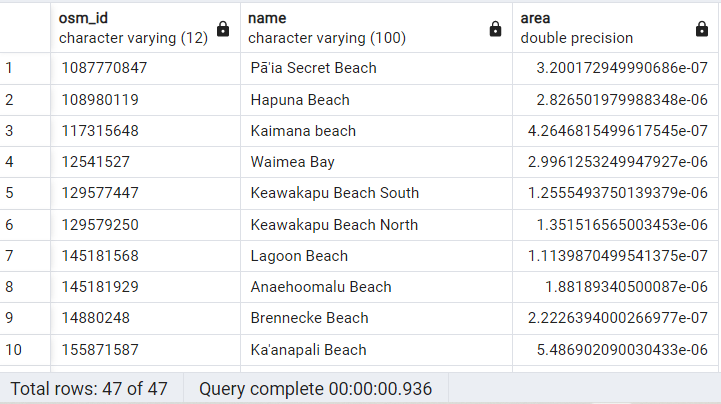 osm_id name area
character varying (12) character varying (100) double precision
1 1087770847 Pā'ia Secret Beach 3.200172949990686e-07
2 108980119 Hapuna Beach 2.826501979988348e-06
3 117315648 Kaimana beach 4.2646815499617545e-07
4 12541527 Waimea Bay 2.9961253249947927e-06
5 129577447 Keawakapu Beach South 1.2555493750139379e-06
6 129579250 Keawakapu Beach North 1.351516565003453e-06
7 145181568 Lagoon Beach 1.1139870499541375e-07
8 145181929 Anaehoomalu Beach 1.88189340500087e-06
9 14880248 Brennecke Beach 2.2226394000266977e-07
10 155871587 Ka'anapali Beach 5.486902090030433e-06
Total rows: 47 of 47 Query complete 00:00:00.936